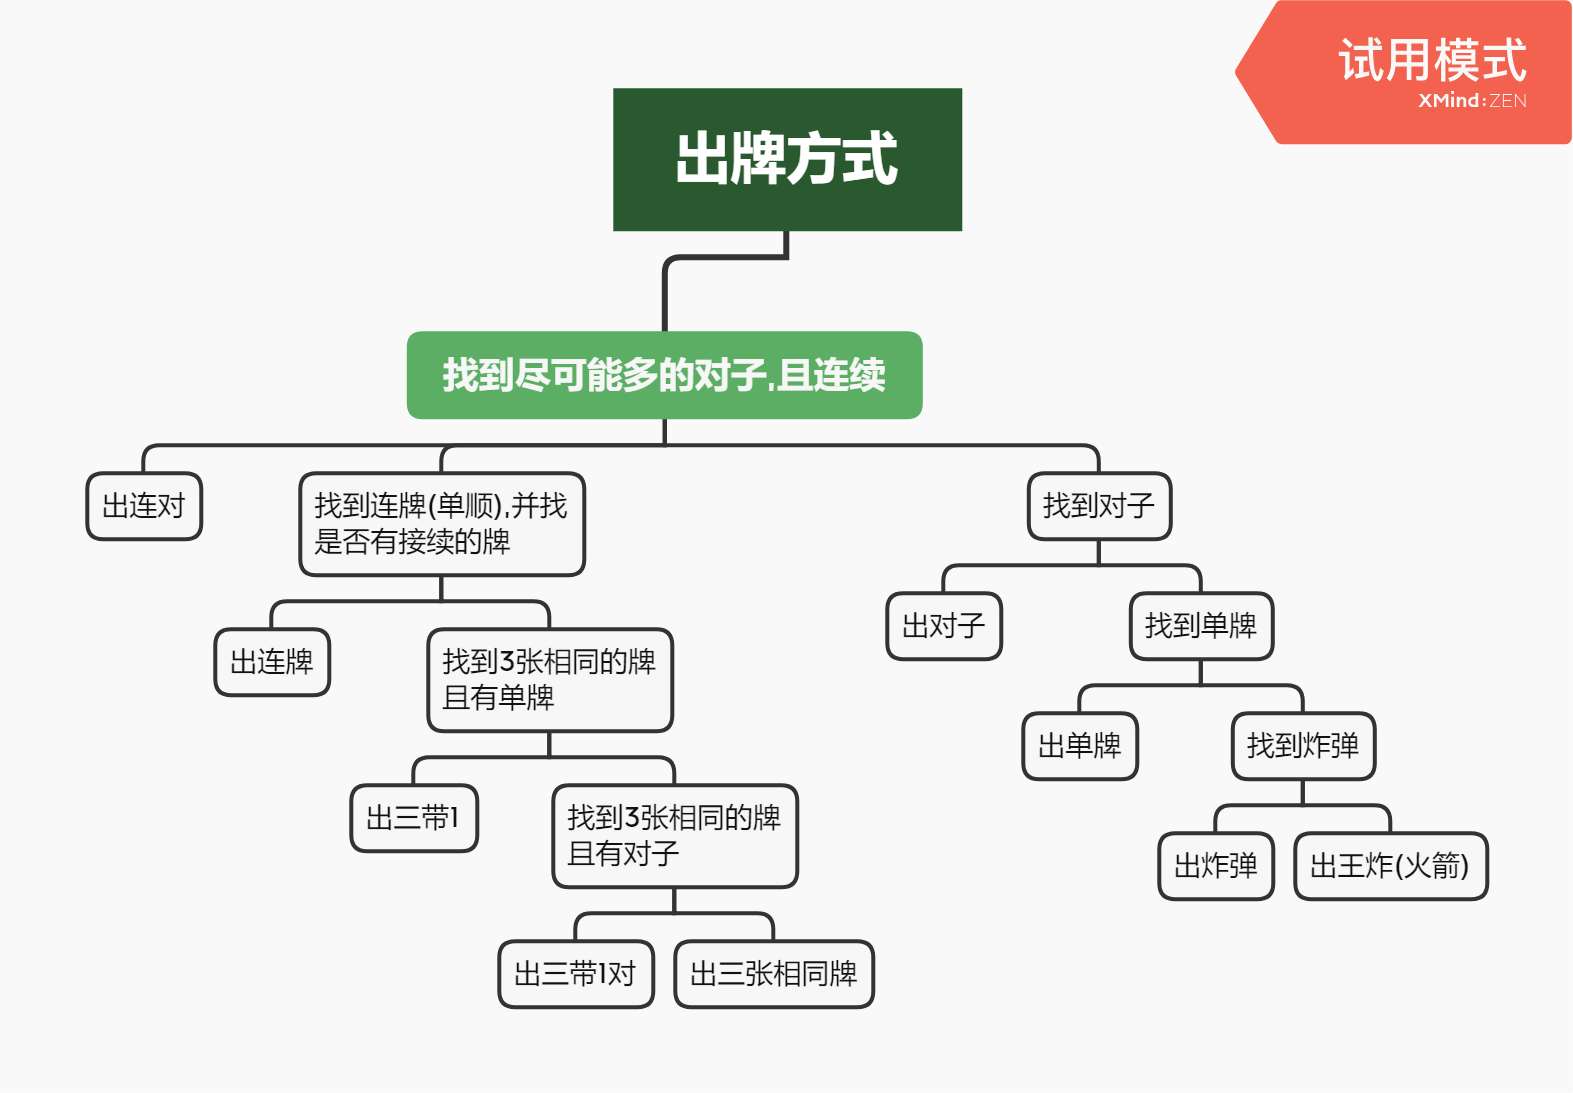 试用模式
XMind:ZEN
出牌方式
找到尽可能多的对子,且连续
出连对
找到连牌(单顺),并找
是否有接续的牌
找到对子
出对子
找到单牌
出连牌
找到3张相同的牌
且有单牌
出单牌
找到炸弹
出三带1
找到3张相同的牌
且有对子
出炸弹
出王炸(火箭)
出三带1对
出三张相同牌